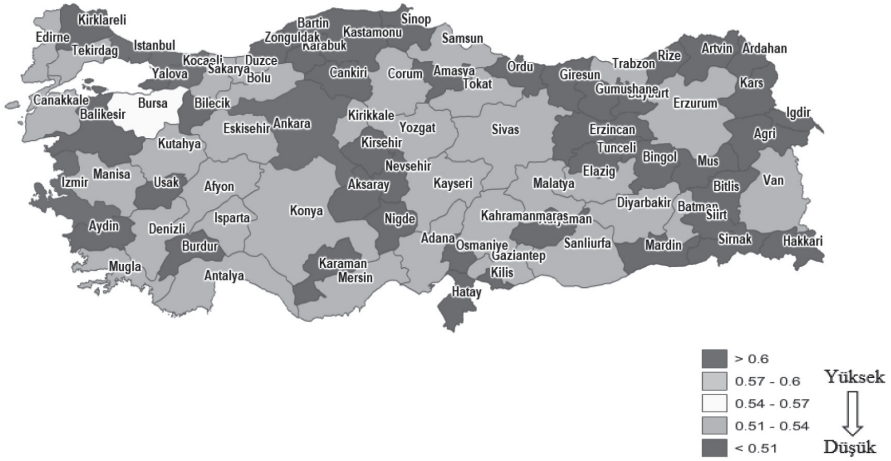 Kirklareli
Edirne
Tekirdag
Istanbul
Kocaeli
Yalova
Sakarya
Duzce
Bolu
Zonguldak
Bartin
Karabuk
Kastamonu
Sinop
Samsun
Cankiri
Corum
Amasya
Tokat
Ordu
Giresun
Trabzon
Rize
Artvin
Ardahan
Kars
Gumushane
Bayburt
Erzurum
Igdir
Agri
Canakkale
Balikesir
Bursa
Bilecik
Kutahya
Eskisehir
Ankara
Kirikkale
Yozgat
Kirsehir
Sivas
Erzincan
Tunceli
Bingol
Mus
Elazig
Bitlis
Van
Izmir
Manisa
Usak
Afyon
Konya
Aksaray
Nevsehir
Kayseri
Malatya
Diyarbakir
Batman
Siirt
Aydin
Denizli
Isparta
Burdur
Nigde
Kahramanmaras
Adiyaman
Adana
Osmaniye
Gaziantep
Sanliurfa
Mardin
Sirnak
Hakkari
Mugla
Antalya
Karaman
Mersin
Kilis
Hatay
> 0.6
0.57 - 0.6
0.54 - 0.57
0.51 - 0.54
< 0.51
Yüksek
Düşük